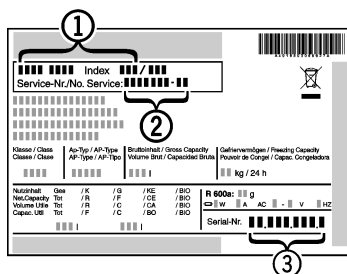 1
Index /
Service-Nr./No. Service: -
2
Klasse / Class
Classe / Clase
Ap-Typ / AP-Type
AP-Type / AP-Tipo
Bruttoinhalt / Gross Capacity
Volume Brut / Capacidad Bruta
Gefriervermögen / Freezing Capacity
Pouvoir de Congel / Capac. Congeladora
l
kg / 24 h
Nutzinhalt Gee / K / G / KE / BIO
Net.Capacity Tot / R / F / CE / BIO
Volume Utile Tot / R / C / CA / BIO
Capac. Util Tot / F / C / BO / BIO
l l
R 600a: g
W A AC - V HZ
Serial-Nr.
3